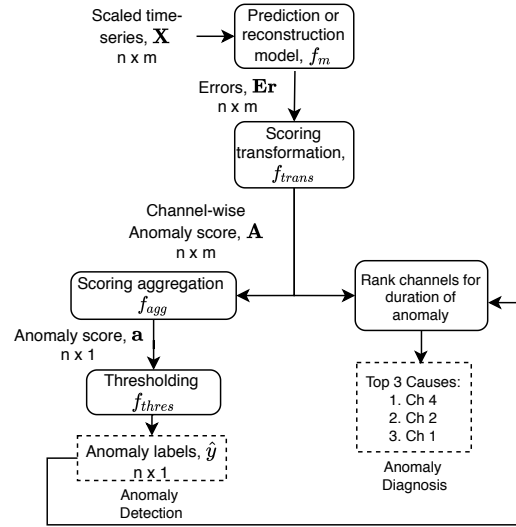 Scaled time-
series, X
n x m
Prediction or
reconstruction
model, f_m
Errors, Er
n x m
Scoring
transformation,
f_trans
Channel-wise
Anomaly score, A
n x m
Scoring aggregation
f_agg
Rank channels for
duration of
anomaly
Anomaly score, a
n x 1
Thresholding
f_thres
Top 3 Causes:
1. Ch 4
2. Ch 2
3. Ch 1
Anomaly labels, ŷ
n x 1
Anomaly
Detection
Anomaly
Diagnosis